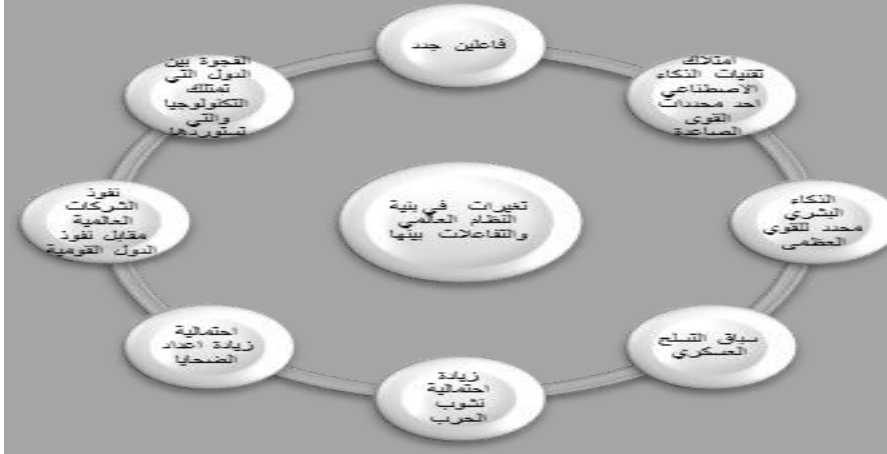 فاعلين جدد
امتلاك
تقنيات الذكاء
الاصطناعي
احد محددات
القوى
الصاعدة
الذكاء
البشري
محدد للقوى
العظمى
سباق التسلح
العسكري
زيادة
احتمالية
نشوب
الحرب
احتمالية
زيادة اعداد
الضحايا
نفوذ
الشركات
العالمية
مقابل نفوذ
الدول القومية
الفجوة بين
الدول التي
تمتلك
التكنولوجيا
والتي
تستوردها
تغيرات في بنية
النظام العالمي
والتفاعلات بينها